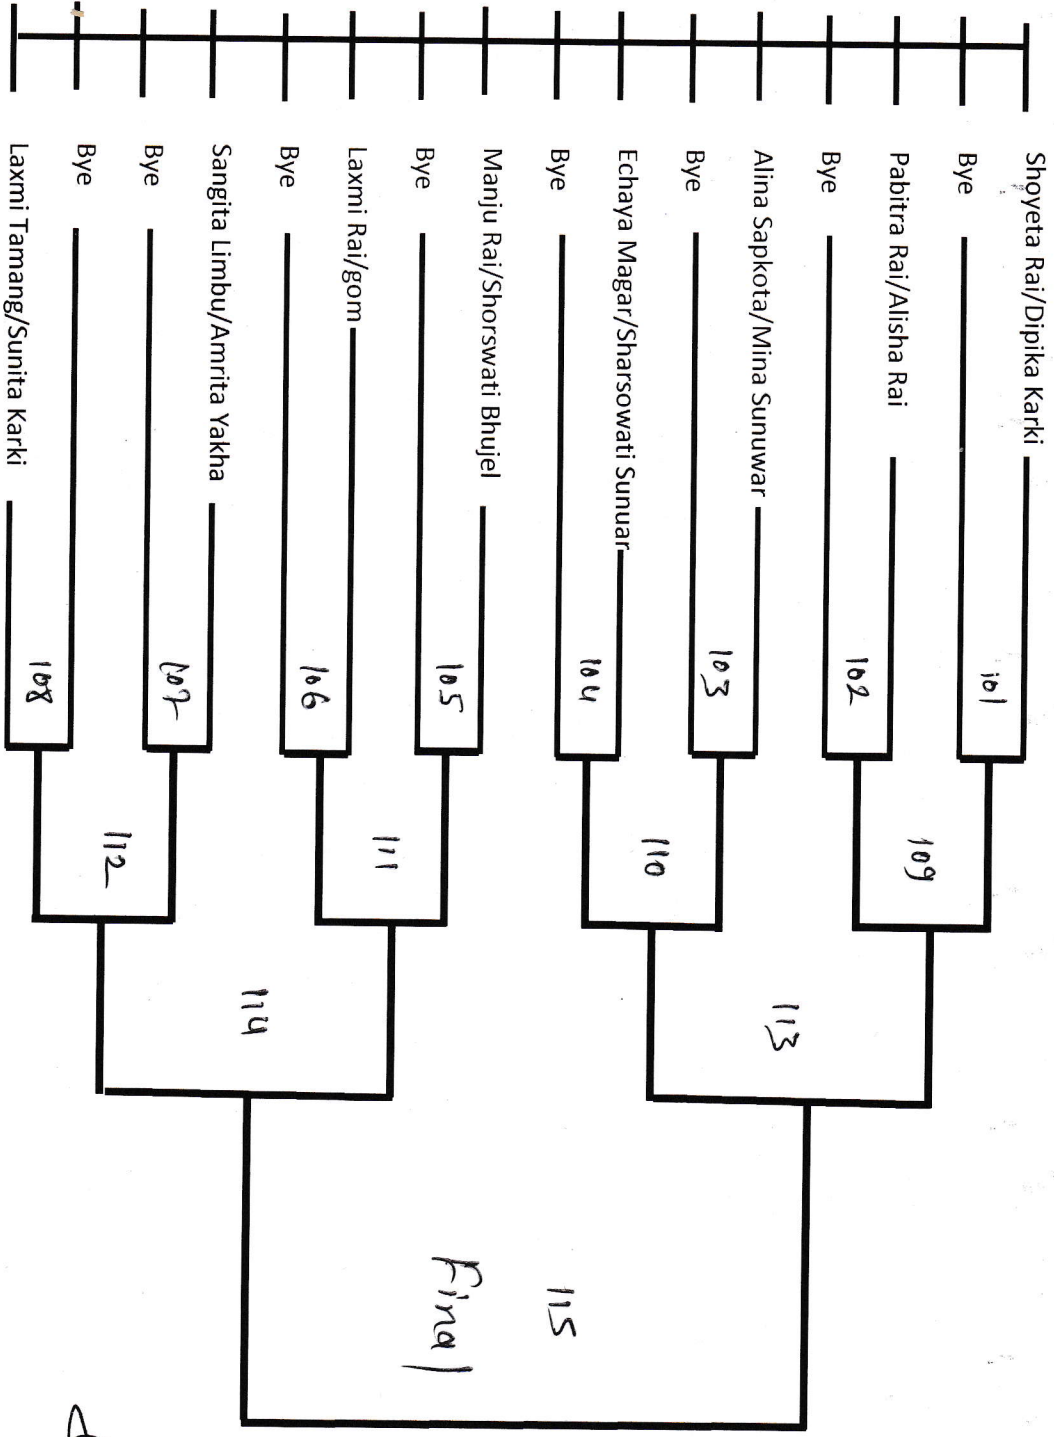 Shoyeta Rai/Dipika Karki
Bye
Pabitra Rai/Alisha Rai
Bye
Alina Sapkota/Mina Sunuwar
Bye
Echaya Magar/Sharsowati Sunuar
Bye
Manju Rai/Shorswati Bhujel
Bye
Laxmi Rai/gom
Bye
Sangita Limbu/Amrita Yakha
Bye
Bye
Laxmi Tamang/Sunita Karki
101
102
103
104
105
106
107
108
109
110
111
112
113
114
115
Final